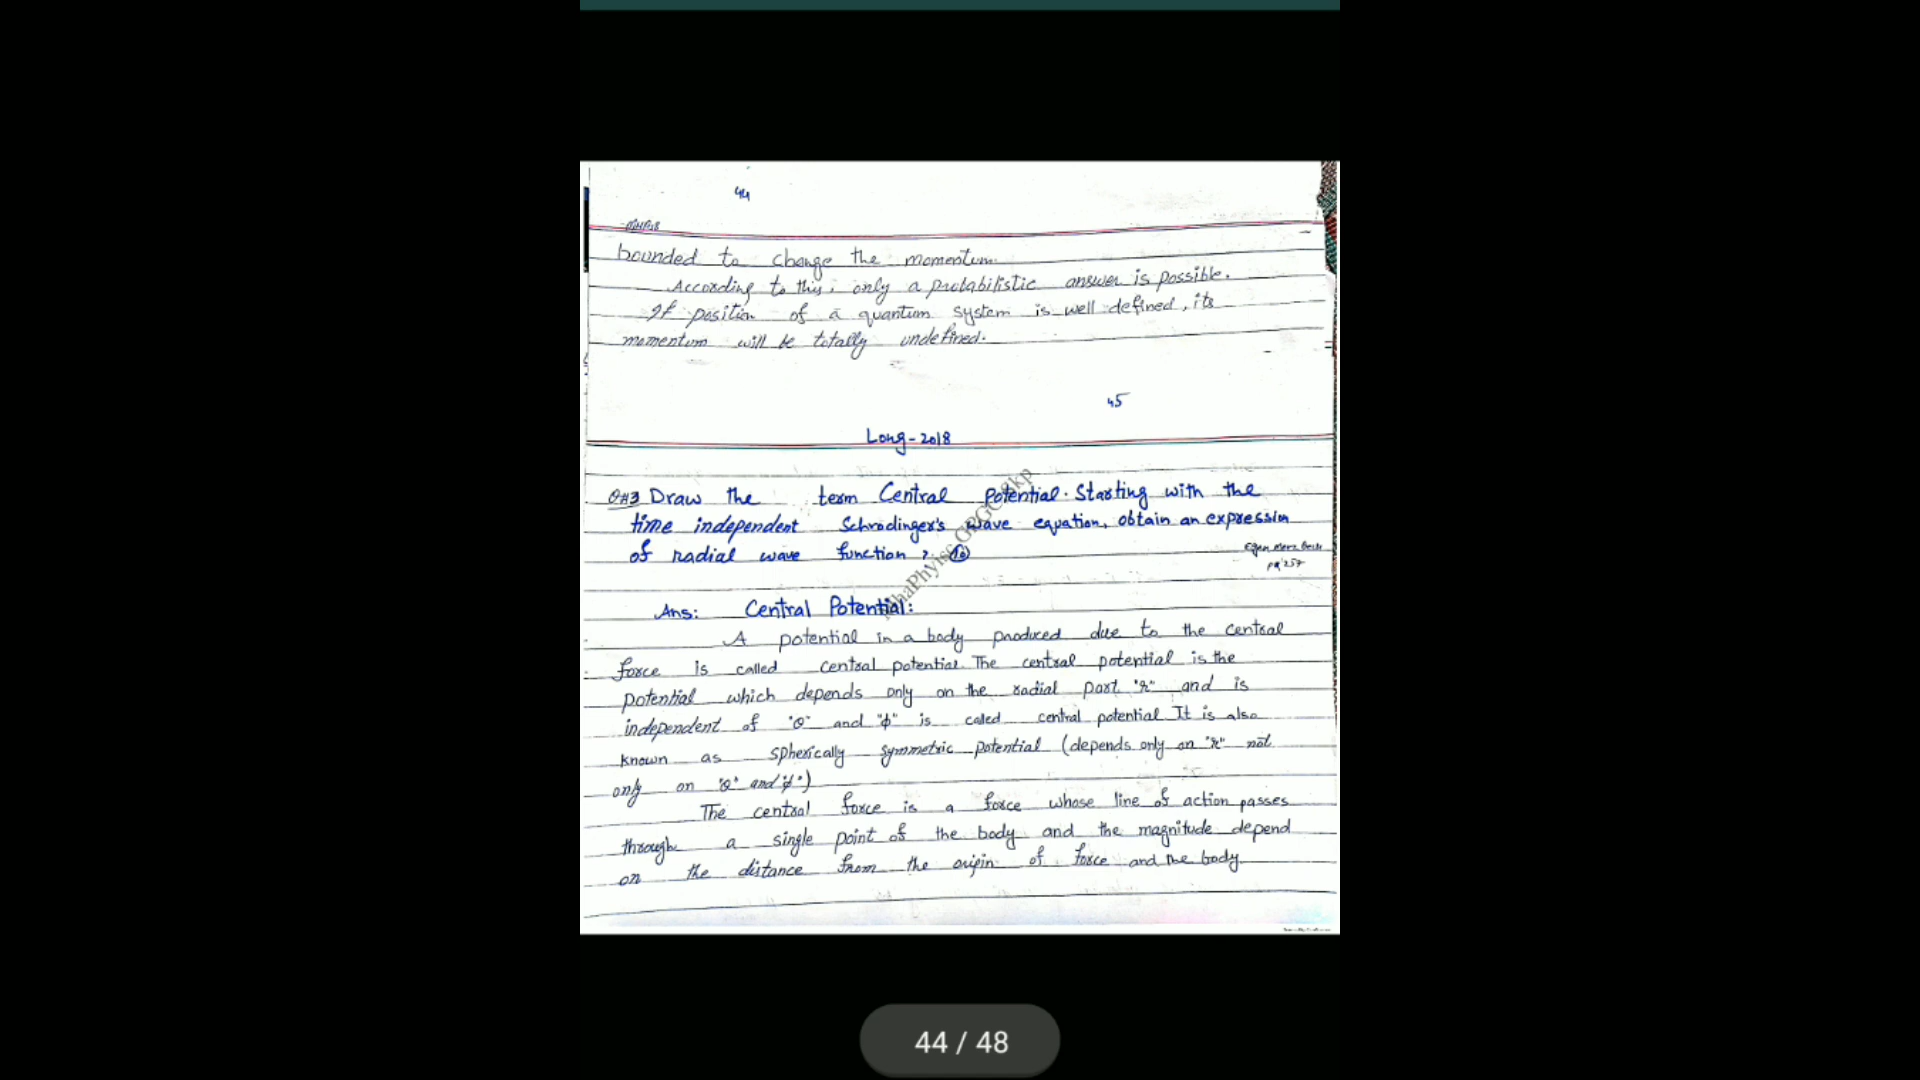 44
bounded to change the momentum.
According to this, only a probabilistic answer is possible.
If position of a quantum system is well defined, its
momentum will be totally undefined.
45
Long-2018
Q#3 Draw the term Central Potential. Starting with the
time independent Schrodinger's wave equation, obtain an expression
of radial wave function? 10
pg 257
Ans: Central Potential:
A potential in a body produced due to the central
force is called central potential. The central potential is the
potential which depends only on the radial part "r" and is
independent of "θ" and "ϕ" is called central potential It is also
known as spherically symmetric potential (depends only on "r" not
only on "θ" and "ϕ")
The central force is a force whose line of action passes
through a single point of the body and the magnitude depend
on the distance from the origin of force and the body
44 / 48